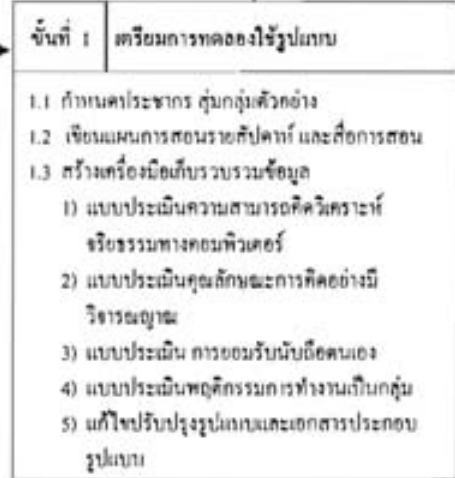 ขั้นที่ 1 เตรียมการทดลองใช้รูปแบบ
1.1 กำหนดประชากร สุ่มกลุ่มตัวอย่าง
1.2 เขียนแผนการสอนรายสัปดาห์ และสื่อการสอน
1.3 สร้างเครื่องมือเก็บรวบรวมข้อมูล
1) แบบประเมินความสามารถคิดวิเคราะห์
จริยธรรมทางคอมพิวเตอร์
2) แบบประเมินคุณลักษณะการคิดอย่างมี
วิจารณญาณ
3) แบบประเมิน การยอมรับนับถือตนเอง
4) แบบประเมินพฤติกรรมการทำงานเป็นกลุ่ม
5) แก้ไขปรับปรุงรูปแบบและเอกสารประกอบ
รูปแบบ